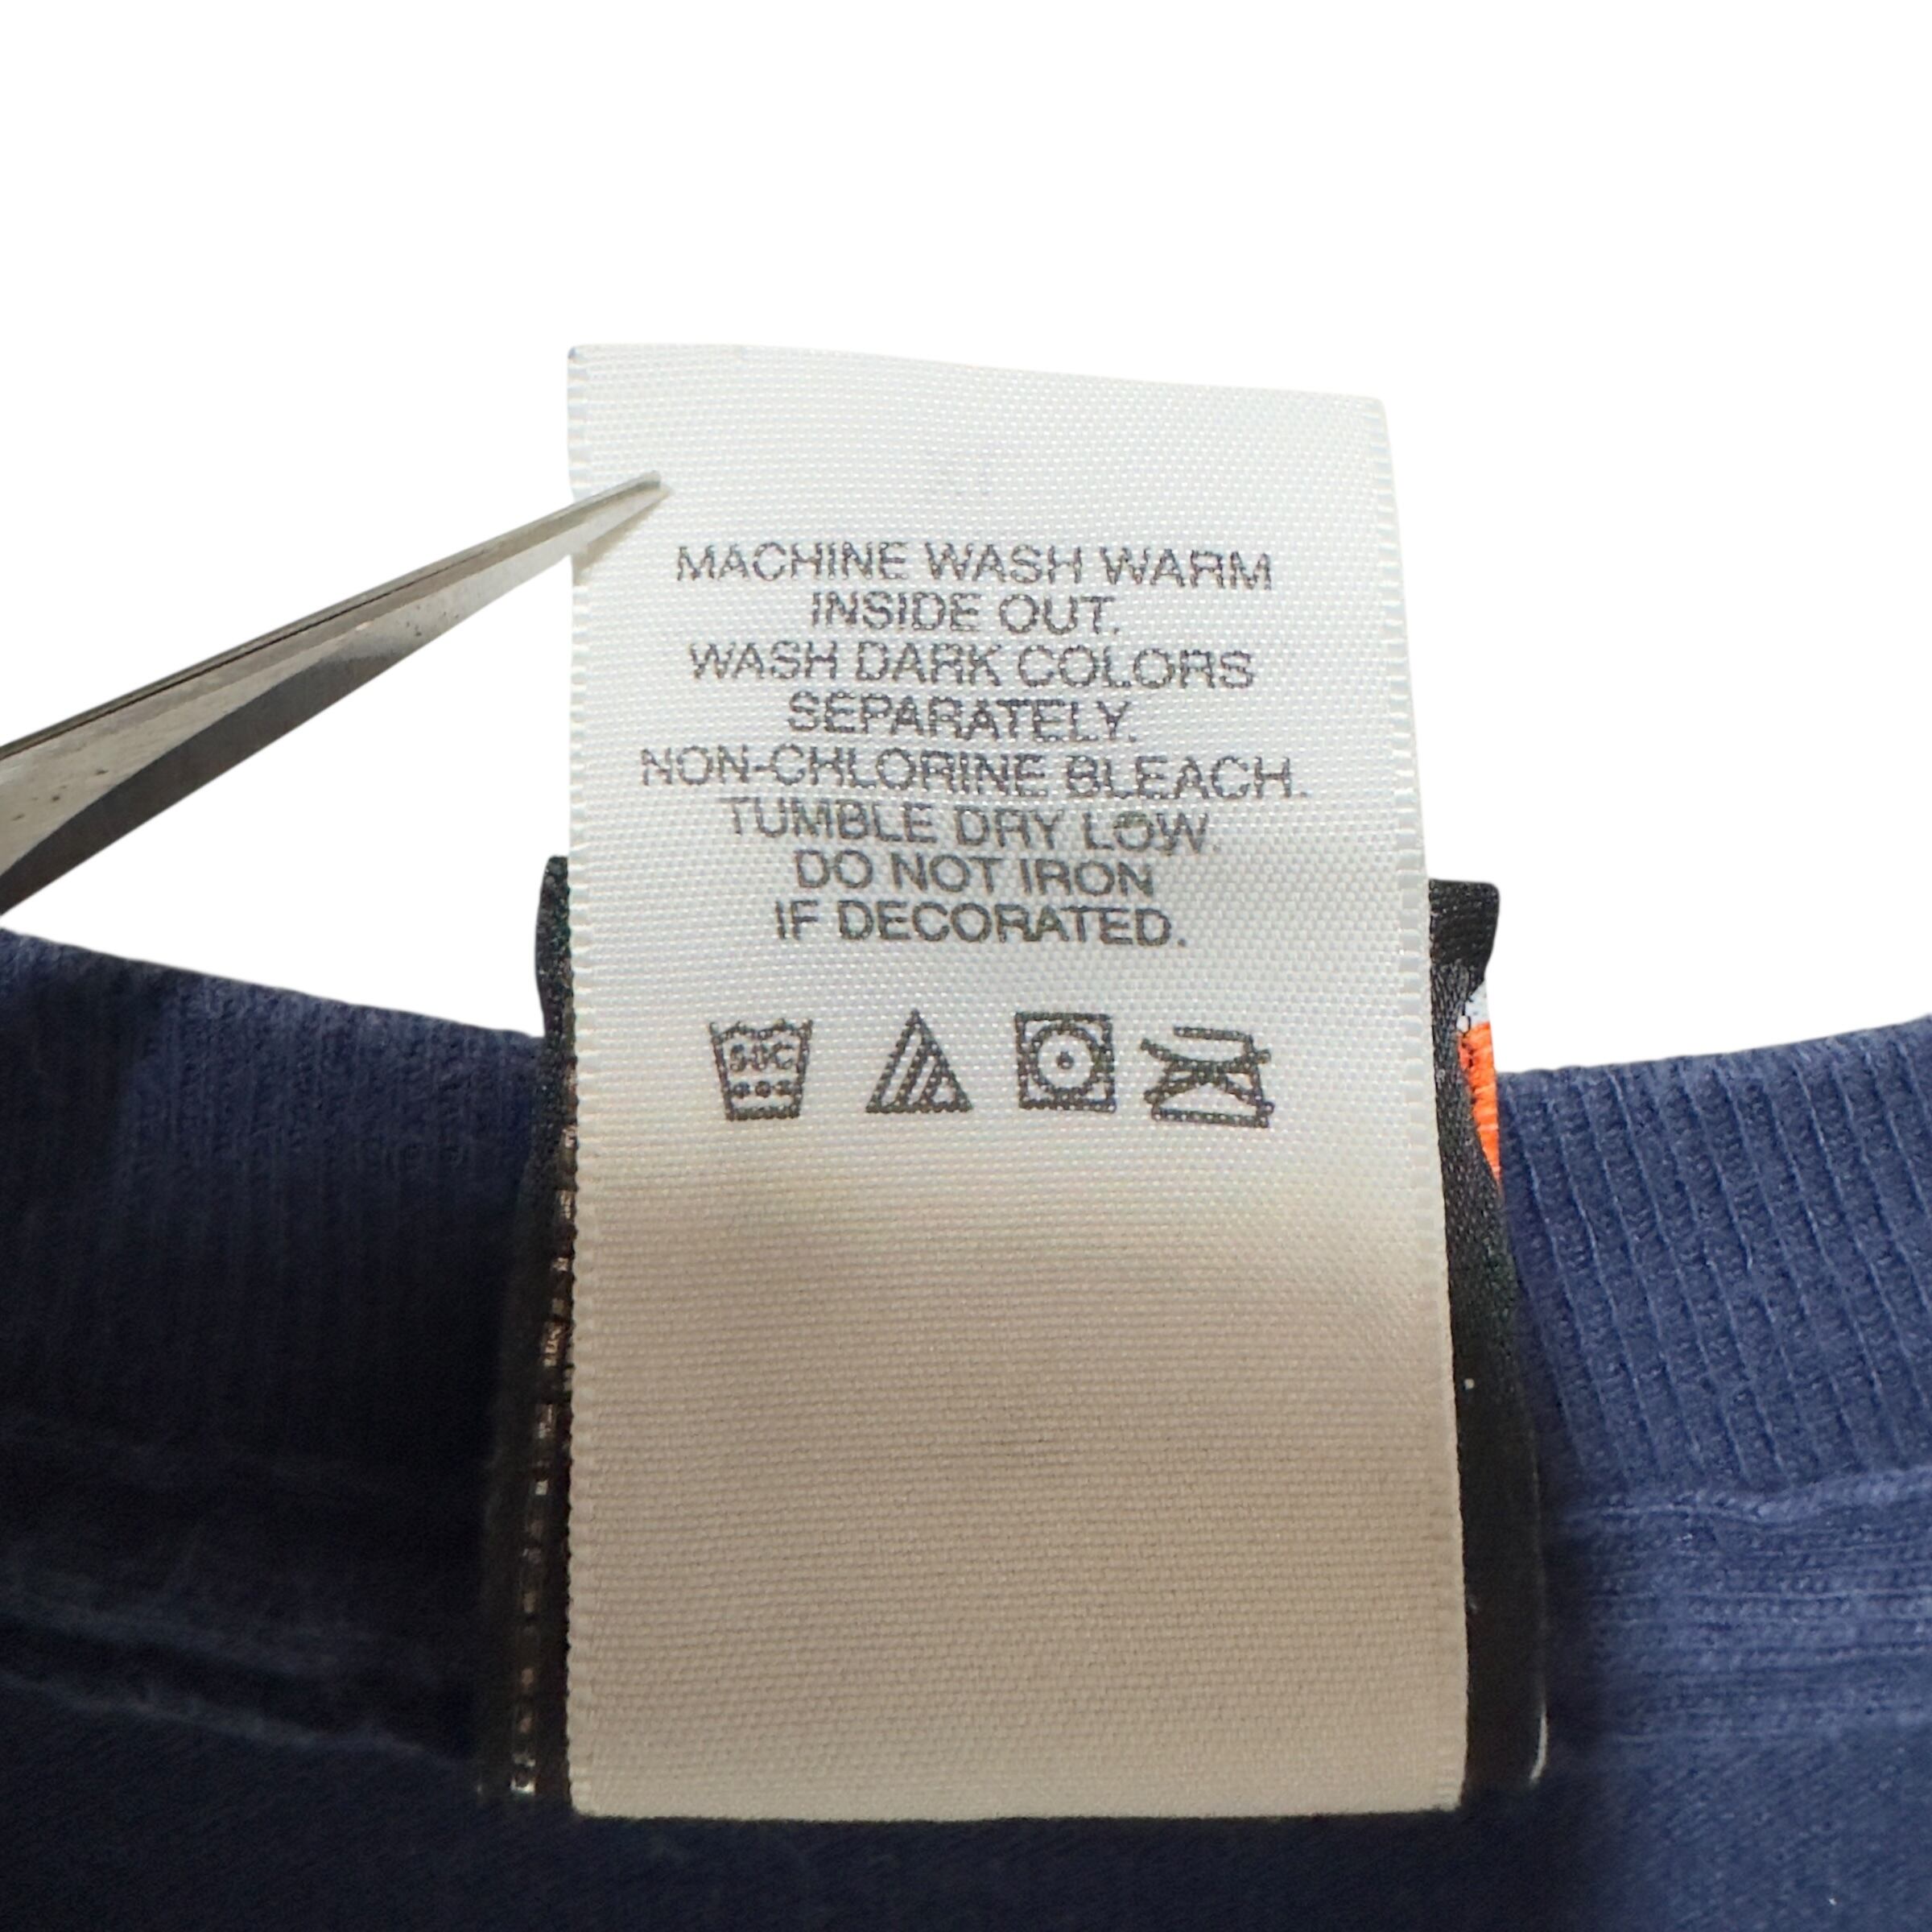 MACHINE WASH WARM
INSIDE OUT.
WASH DARK COLORS
SEPARATELY.
NON-CHLORINE BLEACH.
TUMBLE DRY LOW.
DO NOT IRON
IF DECORATED.